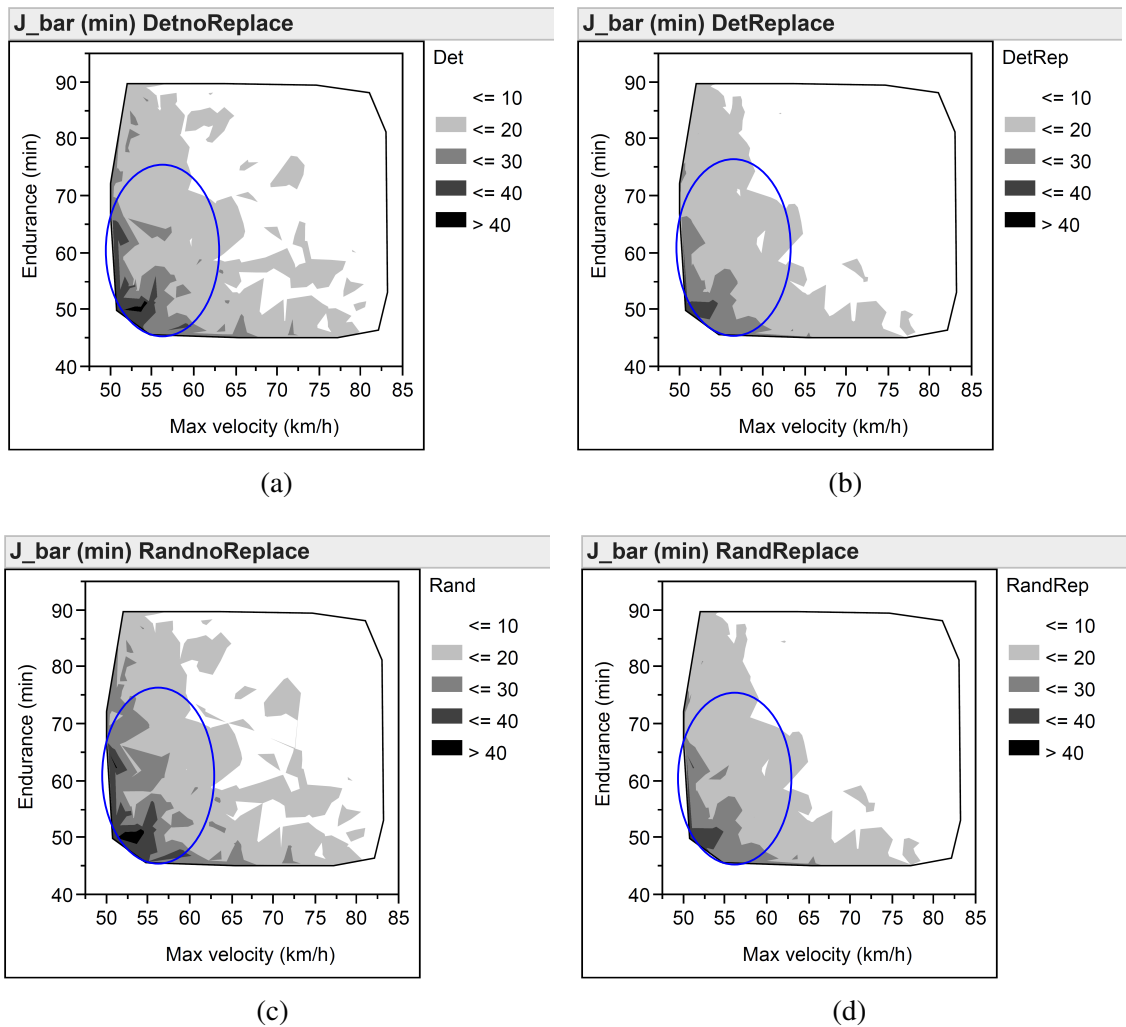 J_bar (min) DetnoReplace
Det
<= 10
<= 20
<= 30
<= 40
> 40
Endurance (min)
90
80
70
60
50
40
50 55 60 65 70 75 80 85
Max velocity (km/h)
(a)
J_bar (min) DetReplace
DetRep
<= 10
<= 20
<= 30
<= 40
> 40
Endurance (min)
90
80
70
60
50
40
50 55 60 65 70 75 80 85
Max velocity (km/h)
(b)
J_bar (min) RandnoReplace
Rand
<= 10
<= 20
<= 30
<= 40
> 40
Endurance (min)
90
80
70
60
50
40
50 55 60 65 70 75 80 85
Max velocity (km/h)
(c)
J_bar (min) RandReplace
RandRep
<= 10
<= 20
<= 30
<= 40
> 40
Endurance (min)
90
80
70
60
50
40
50 55 60 65 70 75 80 85
Max velocity (km/h)
(d)